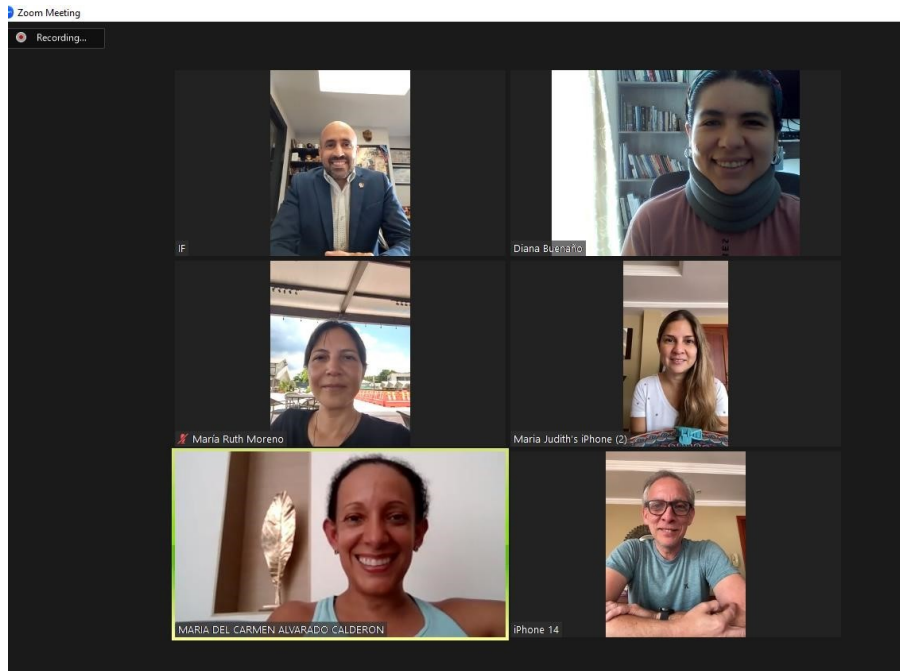 Zoom Meeting
Recording...
IF
Diana Buenaño
María Ruth Moreno
Maria Judith's iPhone (2)
MARIA DEL CARMEN ALVARADO CALDERON
iPhone 14